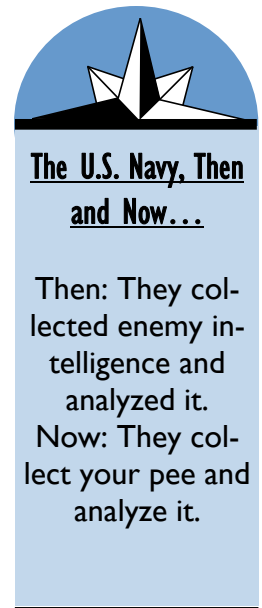 The U.S. Navy, Then
and Now…
Then: They col-
lected enemy in-
telligence and
analyzed it.
Now: They col-
lect your pee and
analyze it.